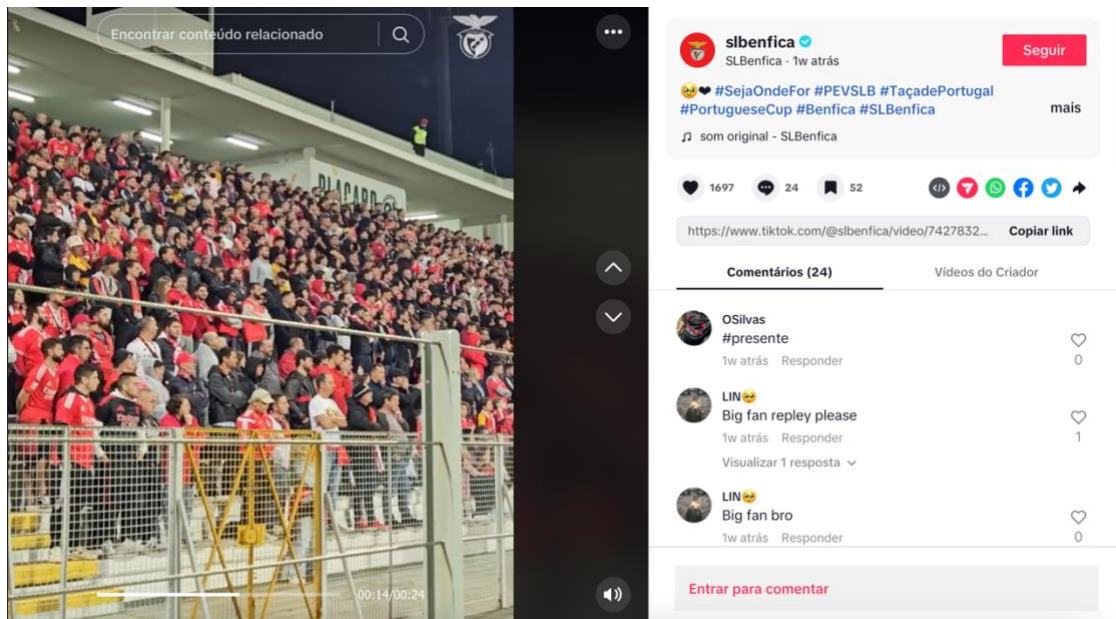 Encontrar conteúdo relacionado
PLACARD
slbenfica
SLBenfica · 1w atrás
Seguir
🥹❤ #SejaOndeFor #PEVSLB #TaçadePortugal
#PortugueseCup #Benfica #SLBenfica
mais
♫ som original - SLBenfica
1697
24
52
https://www.tiktok.com/@slbenfica/video/7427832...
Copiar link
Comentários (24)
Vídeos do Criador
OSilvas
#presente
1w atrás Responder
0
LIN🥹
Big fan repley please
1w atrás Responder
1
Visualizar 1 resposta
LIN🥹
Big fan bro
1w atrás Responder
0
00:14/00:24
Entrar para comentar